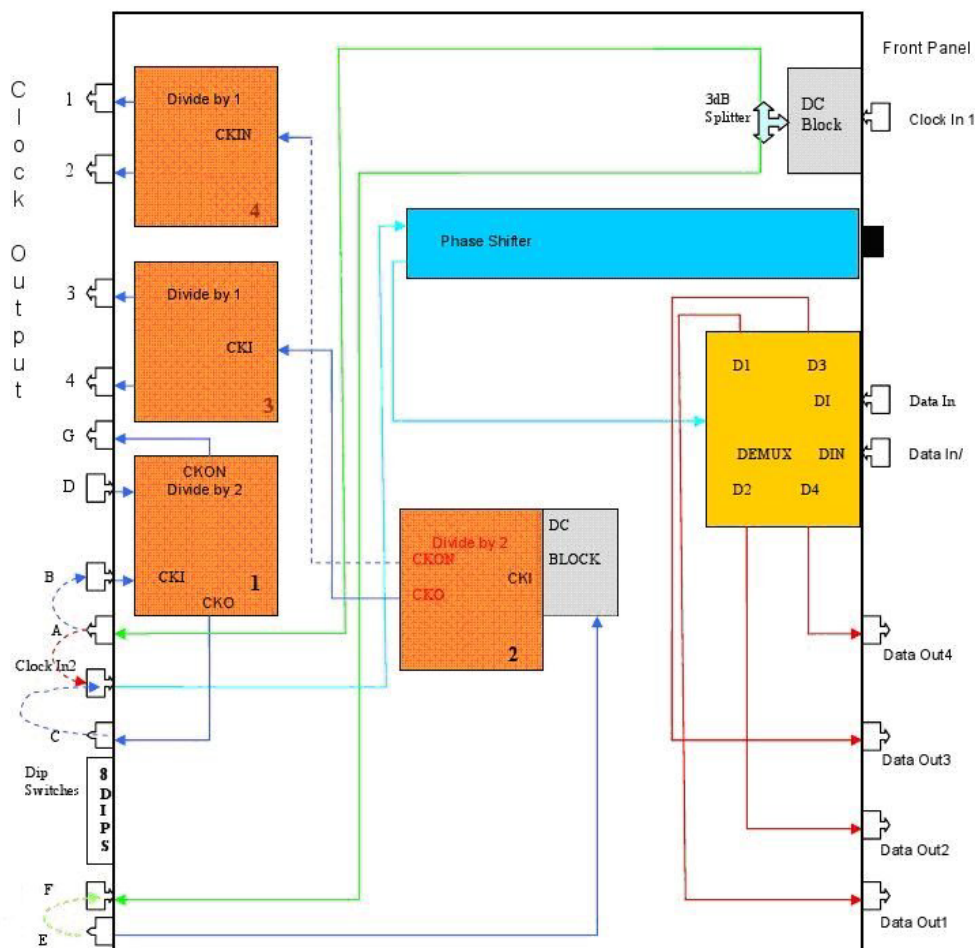 Front Panel
Clock Output
1
2
3
4
G
D
B
A
Clock In2
C
Dip
Switches
8
D
I
P
S
F
E
Divide by 1
CKIN
4
Divide by 1
CKI
3
CKON
Divide by 2
CKI
1
CKO
3dB
Splitter
DC
Block
Clock In 1
Phase Shifter
D1
D3
DI
DEMUX
DIN
D2
D4
Data In
Data In/
DC
BLOCK
Divide by 2
CKON
CKI
CKO
2
Data Out4
Data Out3
Data Out2
Data Out1